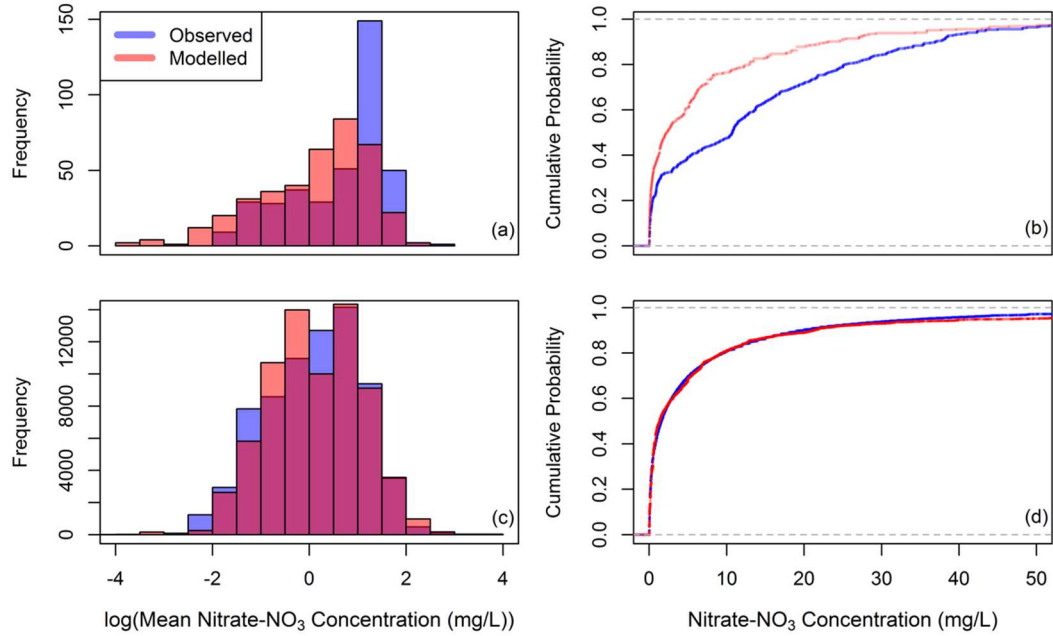 Observed
Modelled
Frequency
0 50 100 150
(a)
Cumulative Probability
0.0 0.2 0.4 0.6 0.8 1.0
(b)
Frequency
0 4000 8000 12000
(c)
-4 -2 0 2 4
log(Mean Nitrate-NO₃ Concentration (mg/L))
Cumulative Probability
0.0 0.2 0.4 0.6 0.8 1.0
(d)
0 10 20 30 40 50
Nitrate-NO₃ Concentration (mg/L)